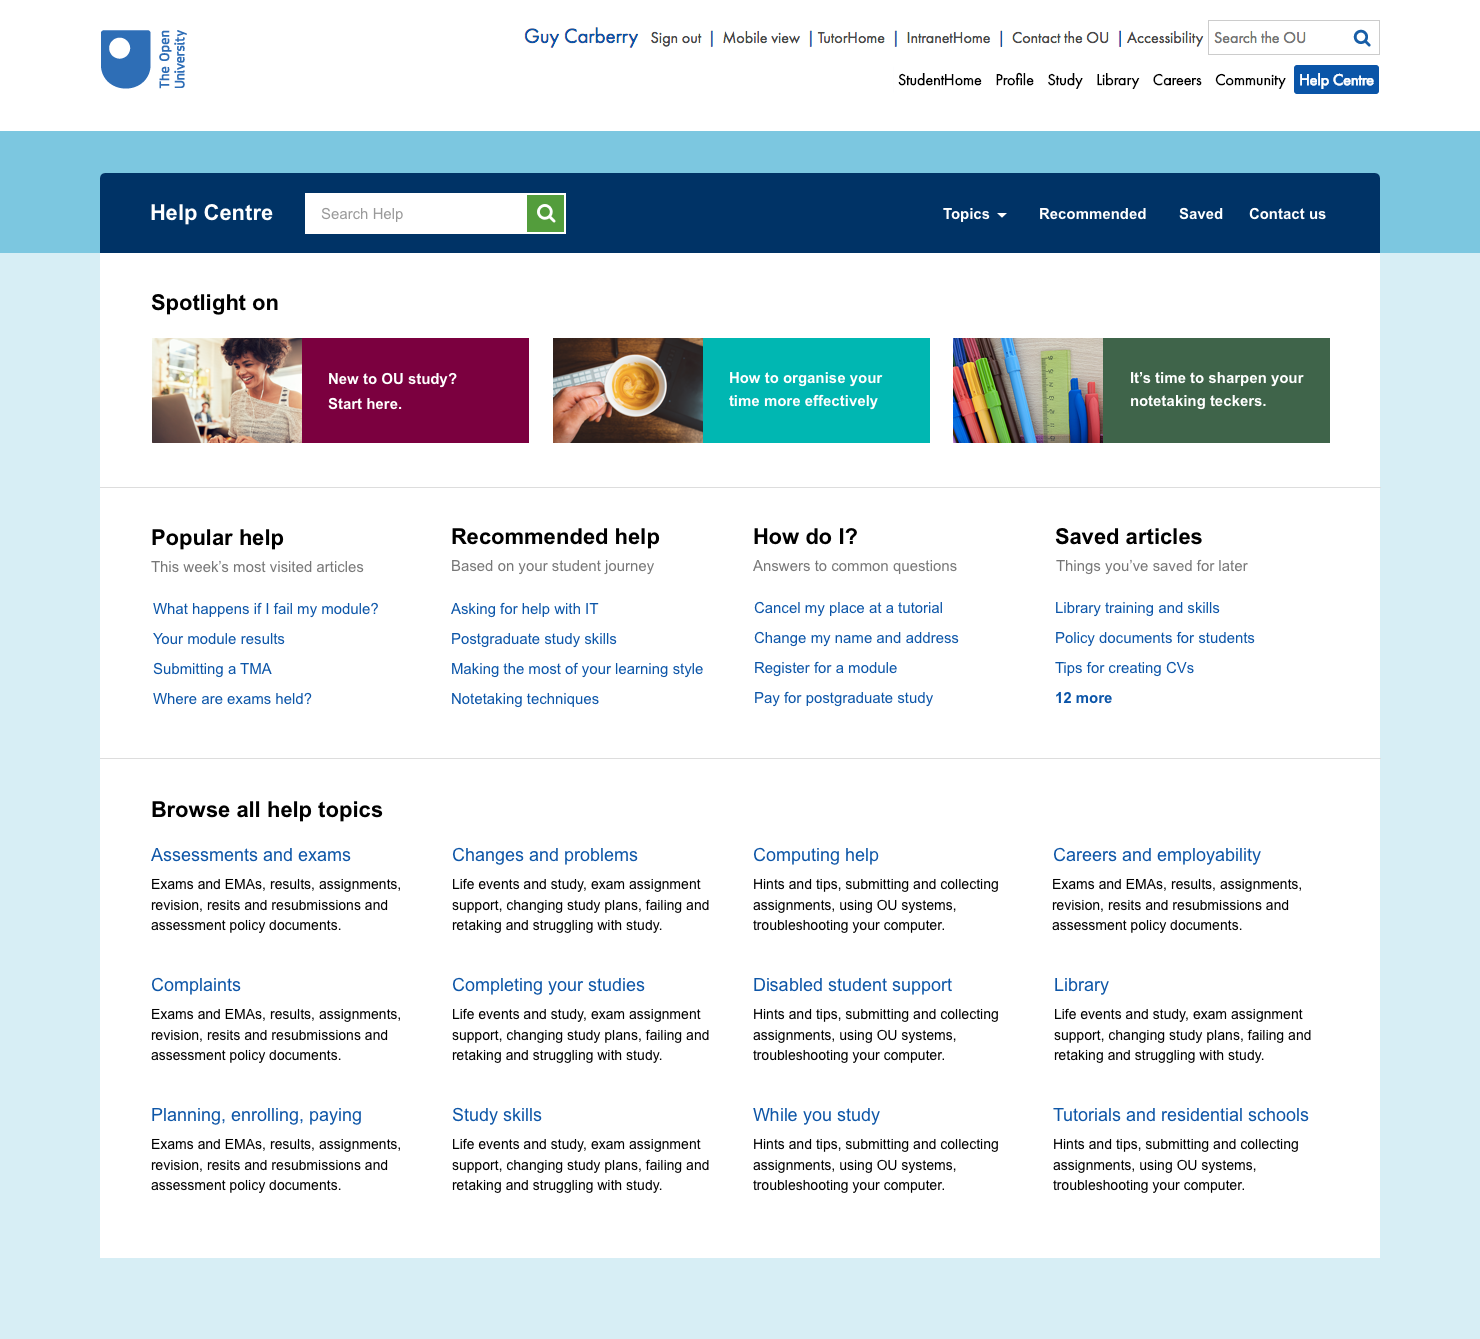 The Open
University
Guy Carberry Sign out | Mobile view | TutorHome | IntranetHome | Contact the OU | Accessibility Search the OU
StudentHome Profile Study Library Careers Community Help Centre
Help Centre Search Help Topics Recommended Saved Contact us
Spotlight on
New to OU study?
Start here.
How to organise your
time more effectively
It's time to sharpen your
notetaking teckers.
Popular help
This week's most visited articles
What happens if I fail my module?
Your module results
Submitting a TMA
Where are exams held?
Recommended help
Based on your student journey
Asking for help with IT
Postgraduate study skills
Making the most of your learning style
Notetaking techniques
How do I?
Answers to common questions
Cancel my place at a tutorial
Change my name and address
Register for a module
Pay for postgraduate study
Saved articles
Things you've saved for later
Library training and skills
Policy documents for students
Tips for creating CVs
12 more
Browse all help topics
Assessments and exams
Exams and EMAs, results, assignments,
revision, resits and resubmissions and
assessment policy documents.
Changes and problems
Life events and study, exam assignment
support, changing study plans, failing and
retaking and struggling with study.
Computing help
Hints and tips, submitting and collecting
assignments, using OU systems,
troubleshooting your computer.
Careers and employability
Exams and EMAs, results, assignments,
revision, resits and resubmissions and
assessment policy documents.
Complaints
Exams and EMAs, results, assignments,
revision, resits and resubmissions and
assessment policy documents.
Completing your studies
Life events and study, exam assignment
support, changing study plans, failing and
retaking and struggling with study.
Disabled student support
Hints and tips, submitting and collecting
assignments, using OU systems,
troubleshooting your computer.
Library
Life events and study, exam assignment
support, changing study plans, failing and
retaking and struggling with study.
Planning, enrolling, paying
Exams and EMAs, results, assignments,
revision, resits and resubmissions and
assessment policy documents.
Study skills
Life events and study, exam assignment
support, changing study plans, failing and
retaking and struggling with study.
While you study
Hints and tips, submitting and collecting
assignments, using OU systems,
troubleshooting your computer.
Tutorials and residential schools
Hints and tips, submitting and collecting
assignments, using OU systems,
troubleshooting your computer.